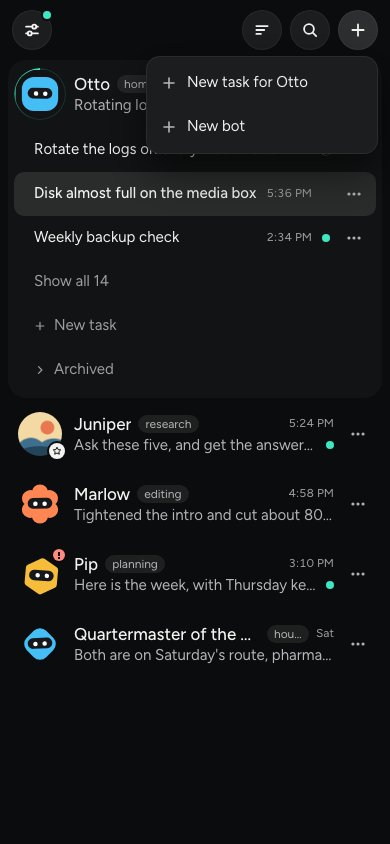 New task for Otto
New bot
Otto
Rotating lo
Rotate the logs
Disk almost full on the media box 5:36 PM
Weekly backup check 2:34 PM
Show all 14
New task
Archived
Juniper research 5:24 PM
Ask these five, and get the answer...
Marlow editing 4:58 PM
Tightened the intro and cut about 80...
Pip planning 3:10 PM
Here is the week, with Thursday ke...
Quartermaster of the ... hou... Sat
Both are on Saturday's route, pharma...